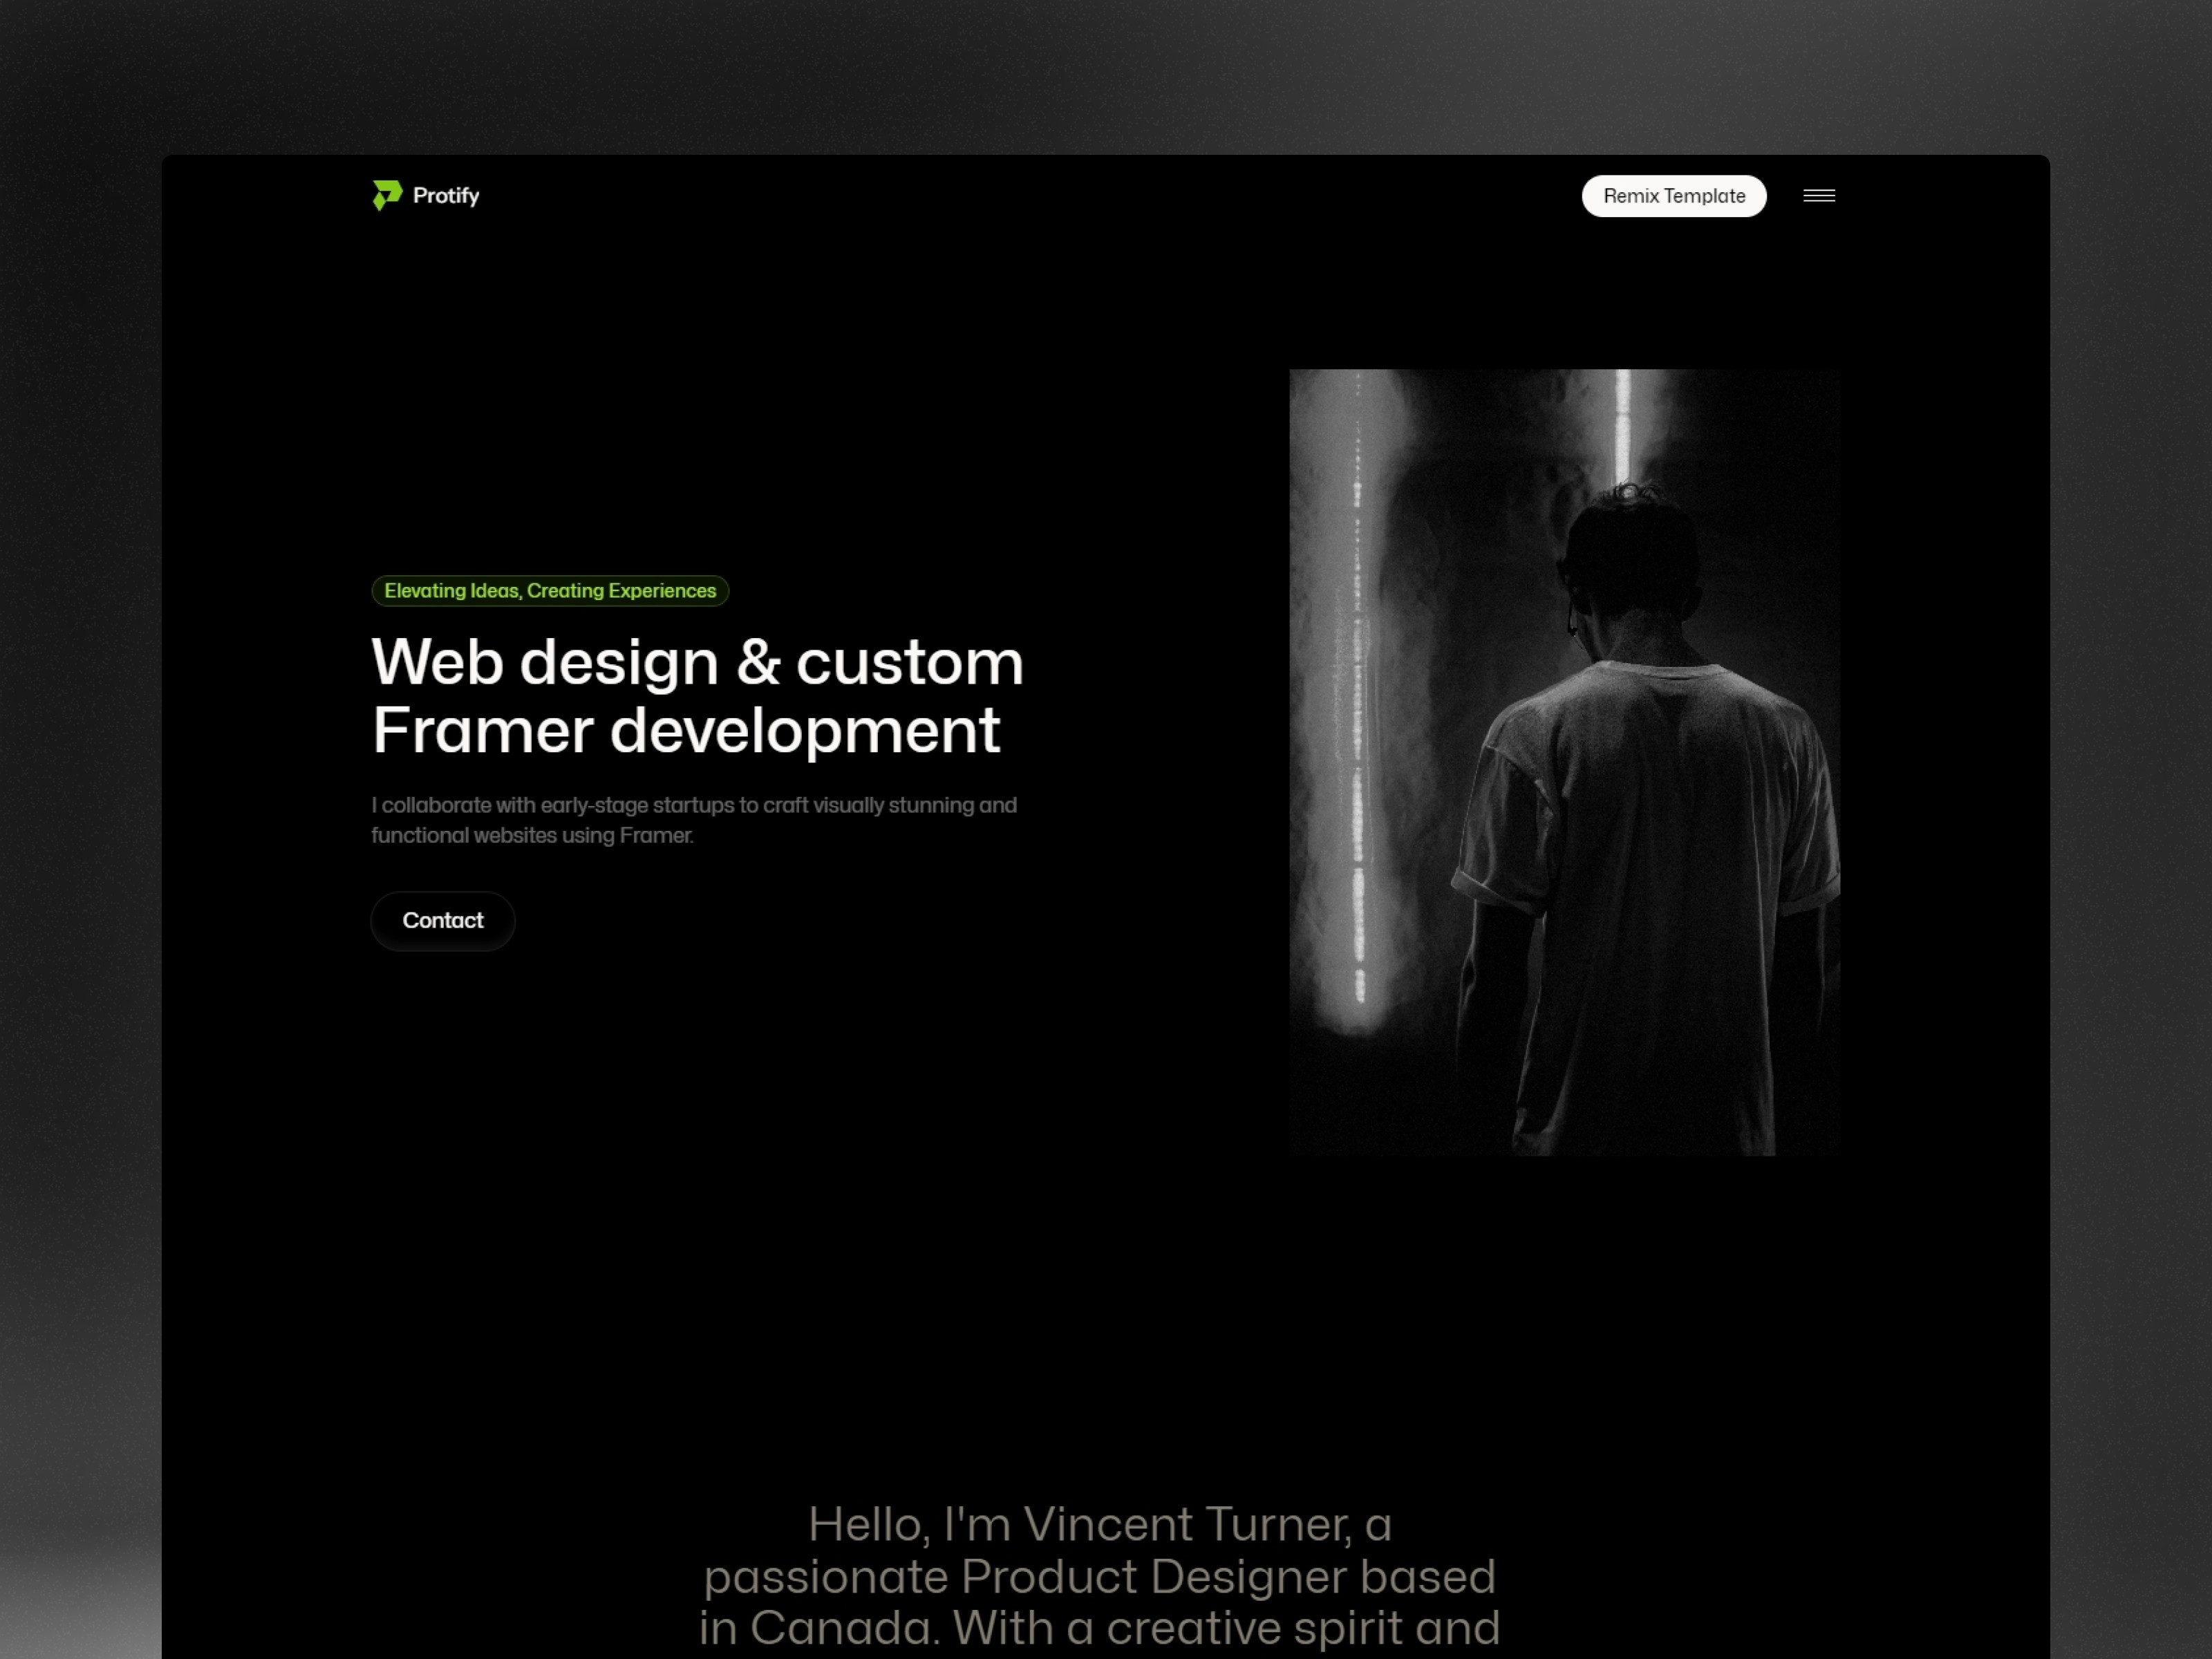 Protify
Remix Template
Elevating Ideas, Creating Experiences
Web design & custom
Framer development
I collaborate with early-stage startups to craft visually stunning and
functional websites using Framer.
Contact
Hello, I'm Vincent Turner, a
passionate Product Designer based
in Canada. With a creative spirit and